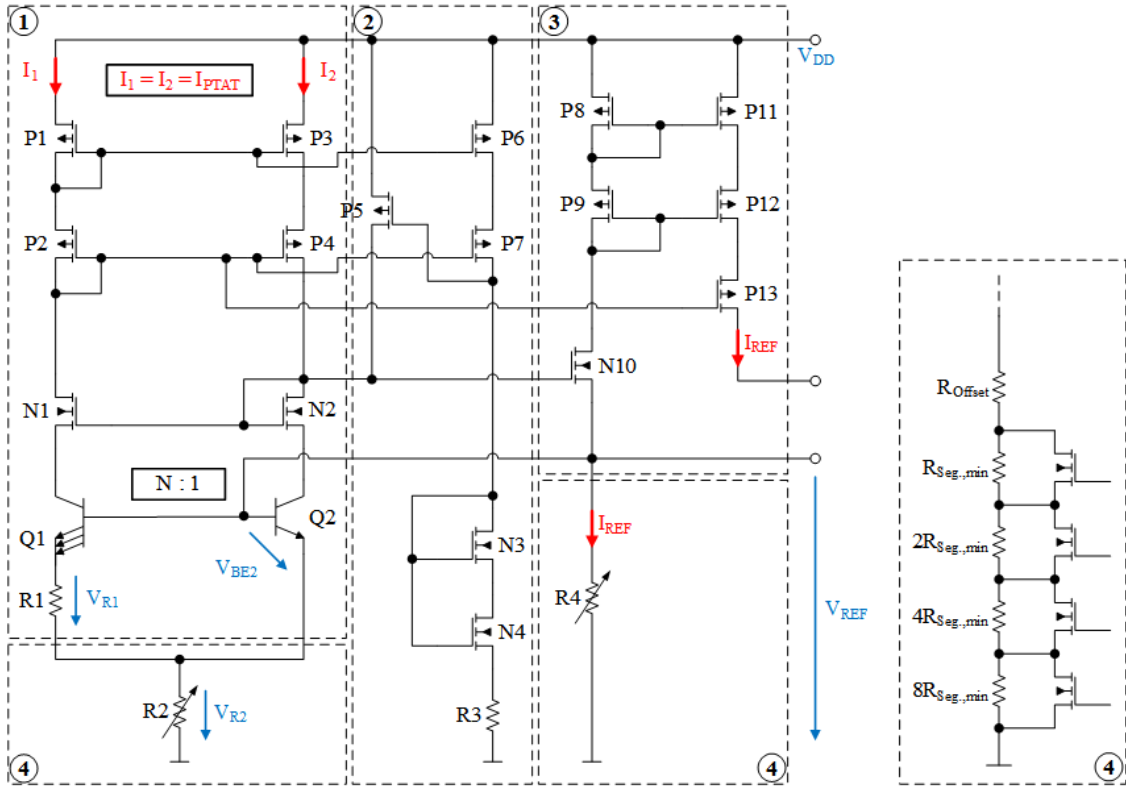 1
2
3
I1
I1 = I2 = IPTAT
I2
VDD
P1
P3
P6
P8
P11
P5
P9
P12
P2
P4
P7
P13
IREF
N10
ROffset
N1
N2
RSeg.,min
N : 1
Q1
Q2
IREF
N3
2RSeg.,min
VBE2
R1
VR1
R4
VREF
N4
4RSeg.,min
R2
VR2
R3
8RSeg.,min
4
4
4